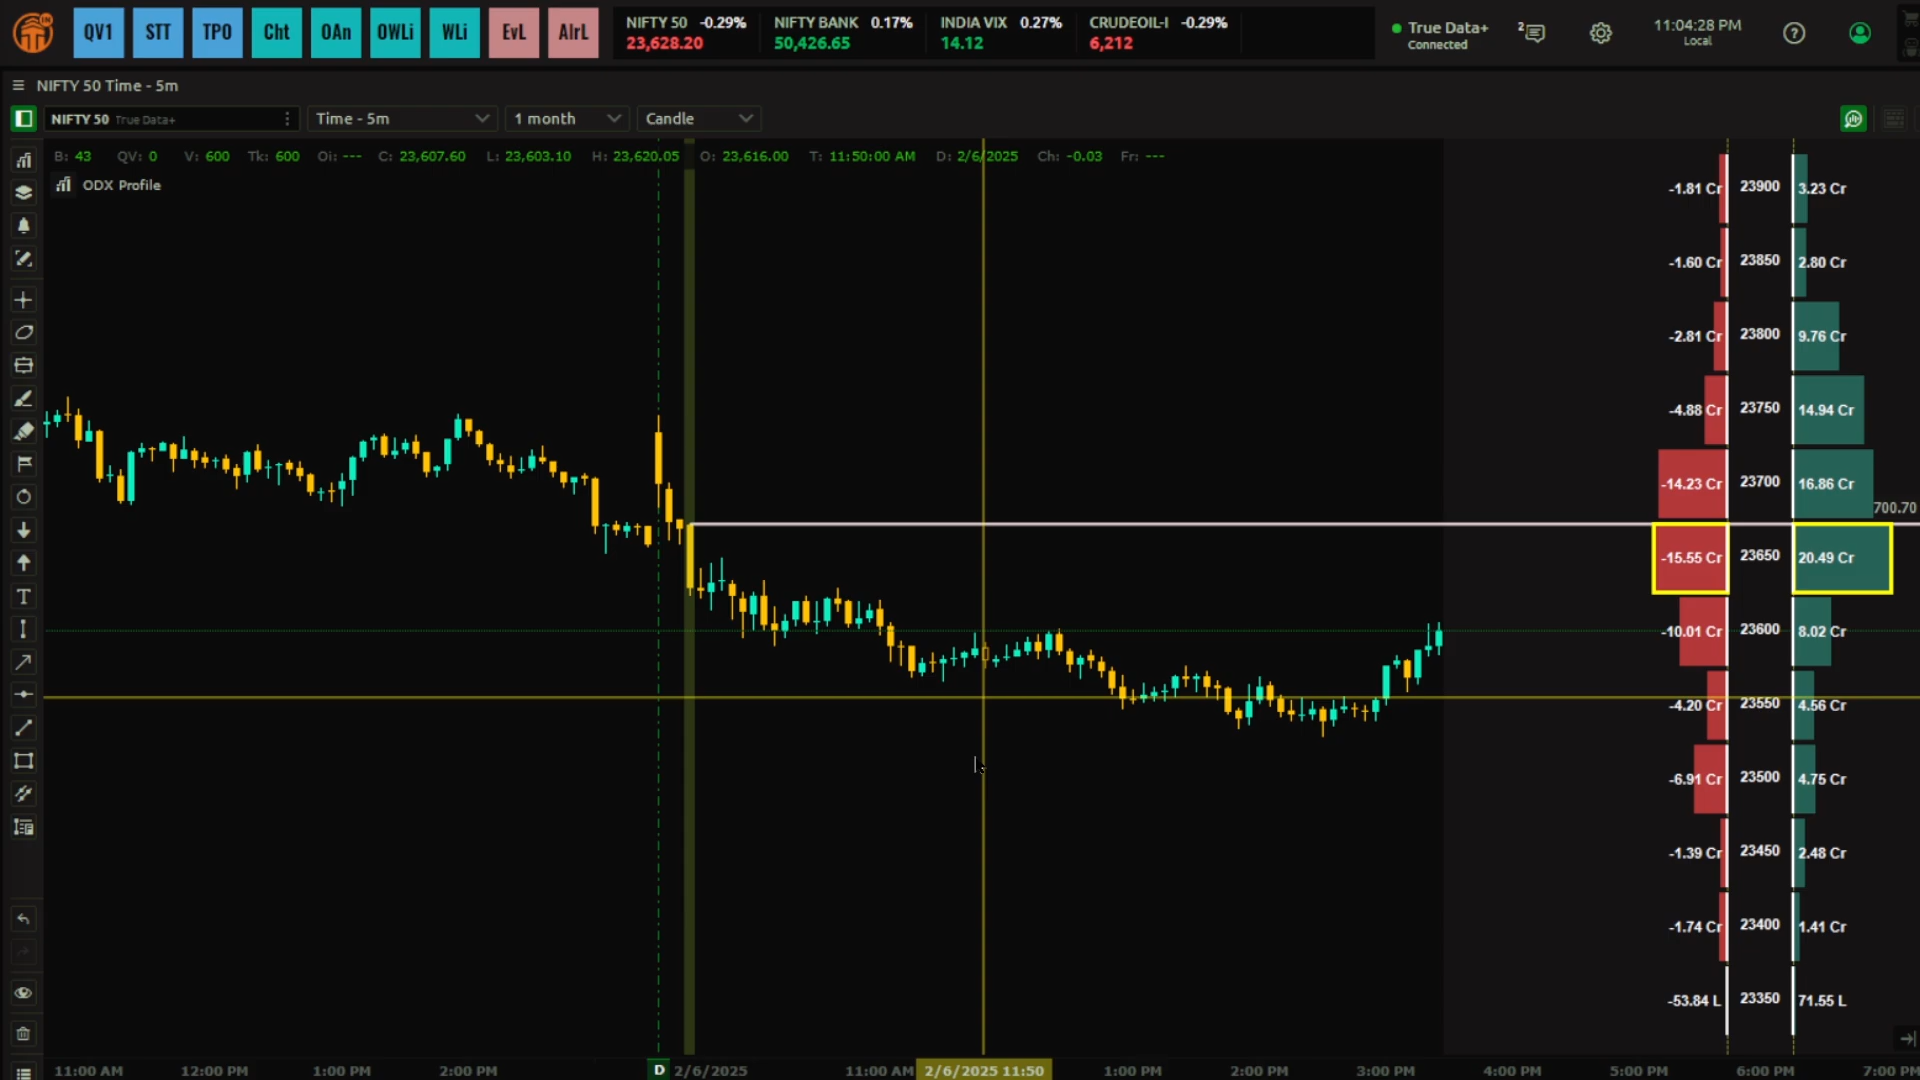 QV1 STT TPO Cht OAn OWLi WLi EvL AlrL
NIFTY 50 -0.29% NIFTY BANK 0.17% INDIA VIX 0.27% CRUDEOIL-I -0.29%
23,628.20 50,426.65 14.12 6,212
True Data+
Connected
2
11:04:28 PM
Local
NIFTY 50 Time - 5m
NIFTY 50 True Data+ Time - 5m 1 month Candle
B: 43 QV: 0 V: 600 Tk: 600 Oi: --- C: 23,607.60 L: 23,603.10 H: 23,620.05 O: 23,616.00 T: 11:50:00 AM D: 2/6/2025 Ch: -0.03 Fr: ---
ODX Profile
-1.81 Cr 23900 3.23 Cr
-1.60 Cr 23850 2.80 Cr
-2.81 Cr 23800 9.76 Cr
-4.88 Cr 23750 14.94 Cr
-14.23 Cr 23700 16.86 Cr
700.70
-15.55 Cr 23650 20.49 Cr
-10.01 Cr 23600 8.02 Cr
-4.20 Cr 23550 4.56 Cr
-6.91 Cr 23500 4.75 Cr
-1.39 Cr 23450 2.48 Cr
-1.74 Cr 23400 1.41 Cr
-53.84 L 23350 71.55 L
11:00 AM 12:00 PM 1:00 PM 2:00 PM D 2/6/2025 11:00 AM 2/6/2025 11:50 1:00 PM 2:00 PM 3:00 PM 4:00 PM 5:00 PM 6:00 PM 7:00 PM